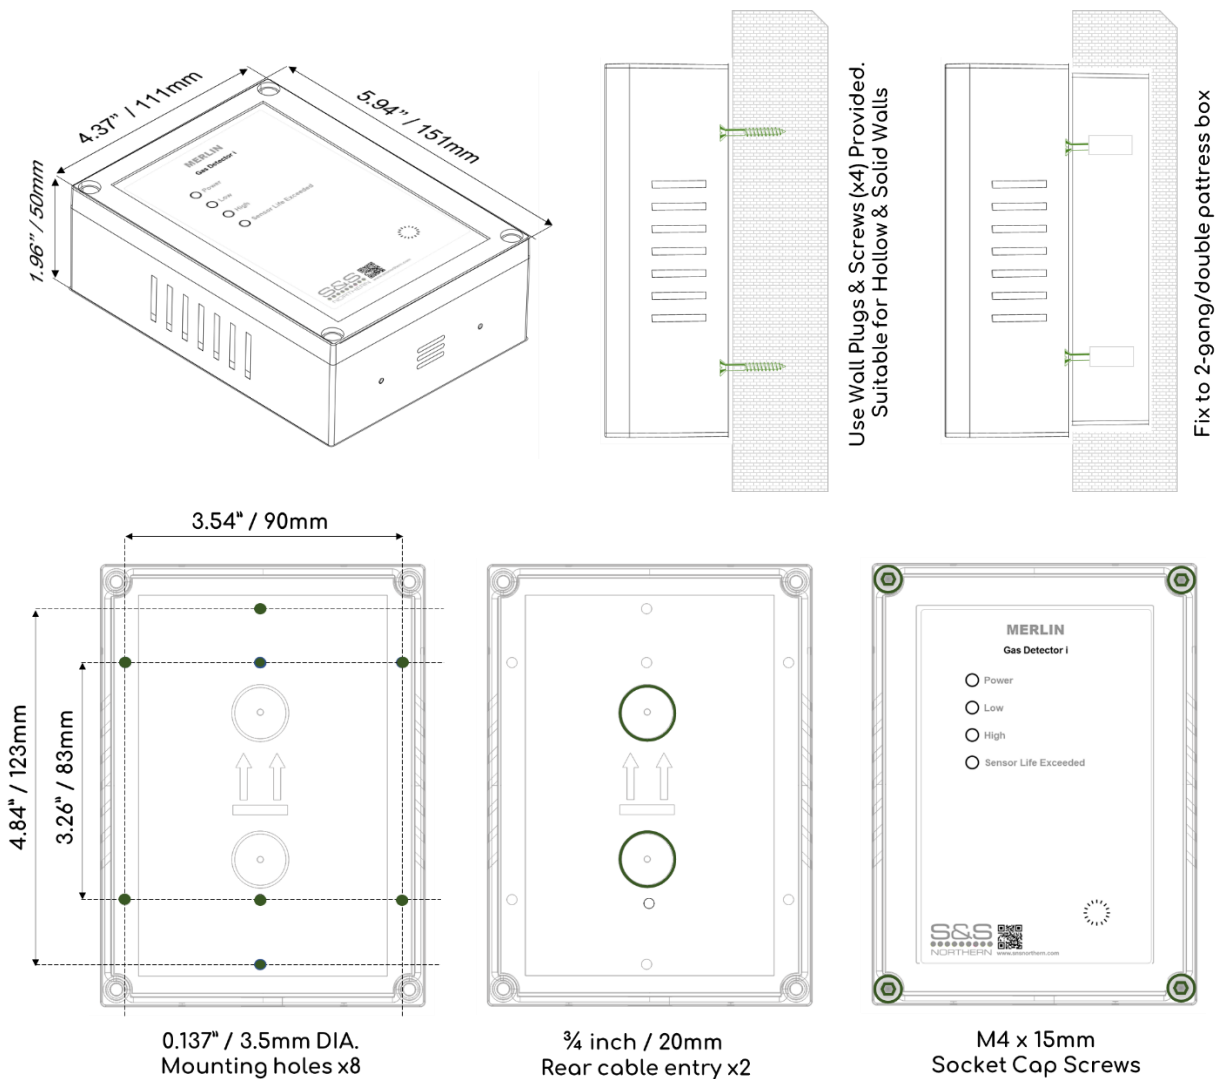 4.37" / 111mm
5.94" / 151mm
1.96" / 50mm
MERLIN
Gas Detector i
Power
Low
High
Sensor Life Exceeded
S&S
NORTHERN
Use Wall Plugs & Screws (x4) Provided.
Suitable for Hollow & Solid Walls
Fix to 2-gang/double pattress box
3.54" / 90mm
4.84" / 123mm
3.26" / 83mm
0.137" / 3.5mm DIA.
Mounting holes x8
¾ inch / 20mm
Rear cable entry x2
MERLIN
Gas Detector i
Power
Low
High
Sensor Life Exceeded
S&S
NORTHERN
www.snsnorthern.com
M4 x 15mm
Socket Cap Screws